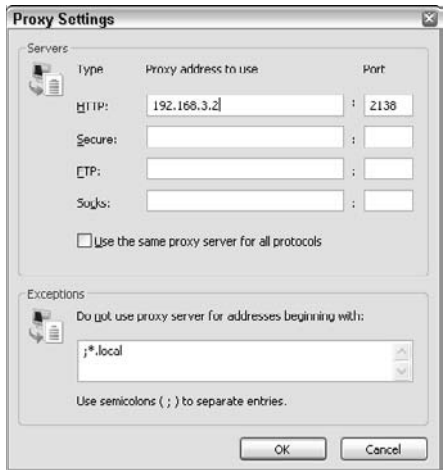 Proxy Settings
Servers
Type Proxy address to use Port
HTTP: 192.168.3.2 : 2138
Secure: :
FTP: :
Socks: :
Use the same proxy server for all protocols
Exceptions
Do not use proxy server for addresses beginning with:
;*.local
Use semicolons ( ; ) to separate entries.
OK Cancel